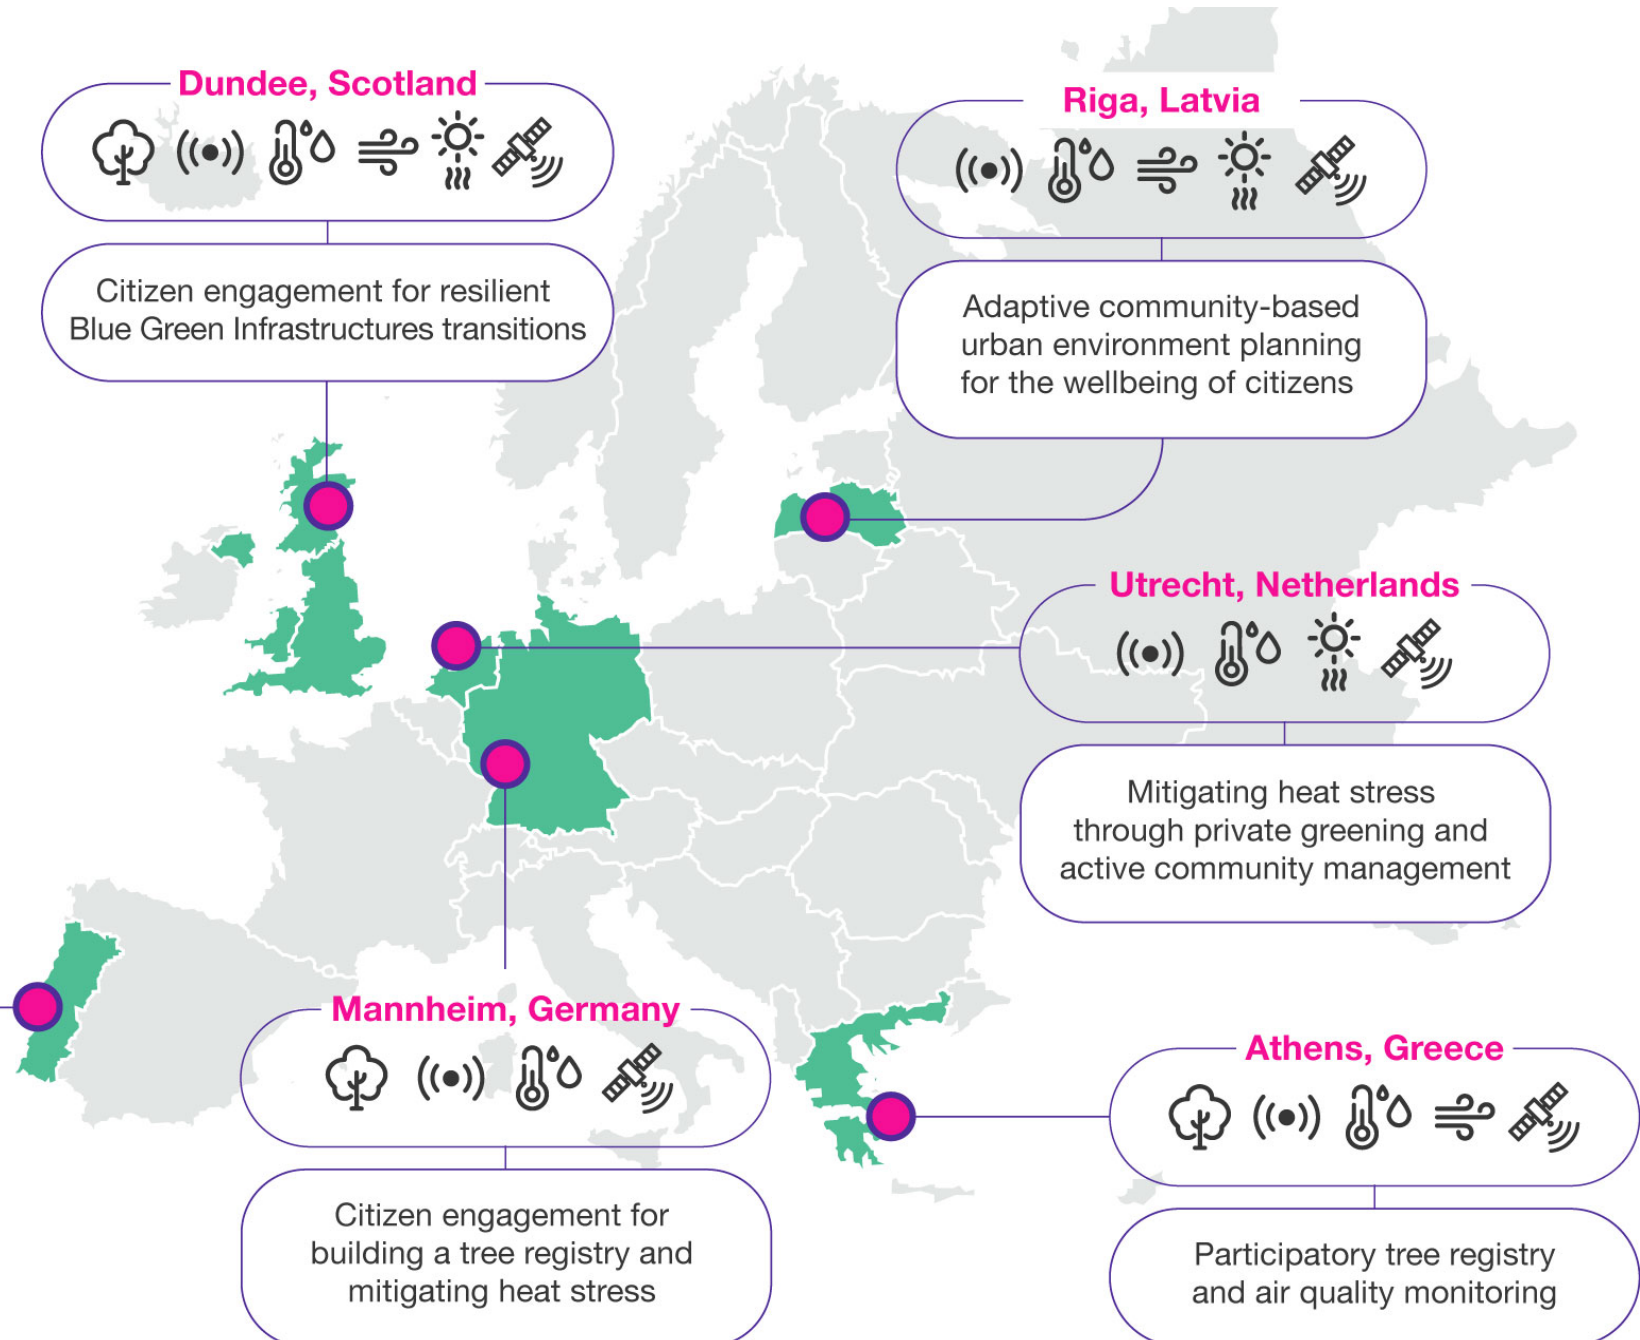 Dundee, Scotland
Citizen engagement for resilient
Blue Green Infrastructures transitions
Riga, Latvia
Adaptive community-based
urban environment planning
for the wellbeing of citizens
Utrecht, Netherlands
Mitigating heat stress
through private greening and
active community management
Mannheim, Germany
Citizen engagement for
building a tree registry and
mitigating heat stress
Athens, Greece
Participatory tree registry
and air quality monitoring